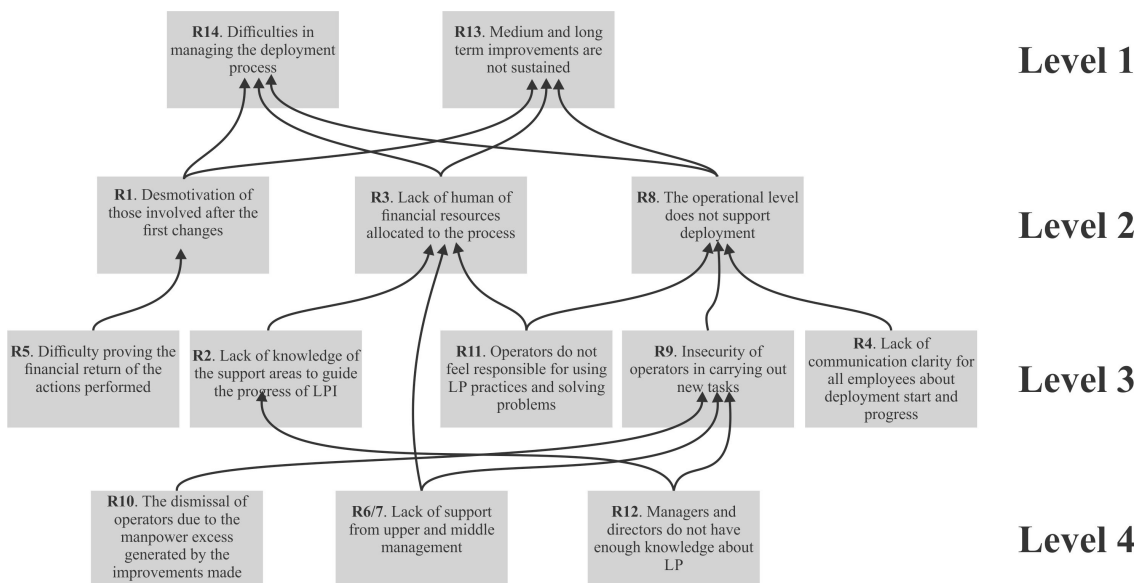 R14. Difficulties in
managing the deployment
process
R13. Medium and long
term improvements are
not sustained
Level 1
R1. Desmotivation of
those involved after the
first changes
R3. Lack of human of
financial resources
allocated to the process
R8. The operational level
does not support
deployment
Level 2
R5. Difficulty proving the
financial return of the
actions performed
R2. Lack of knowledge of
the support areas to guide
the progress of LPI
R11. Operators do not
feel responsible for using
LP practices and solving
problems
R9. Insecurity of
operators in carrying out
new tasks
R4. Lack of
communication clarity for
all employees about
deployment start and
progress
Level 3
R10. The dismissal of
operators due to the
manpower excess
generated by the
improvements made
R6/7. Lack of support
from upper and middle
management
R12. Managers and
directors do not have
enough knowledge about
LP
Level 4